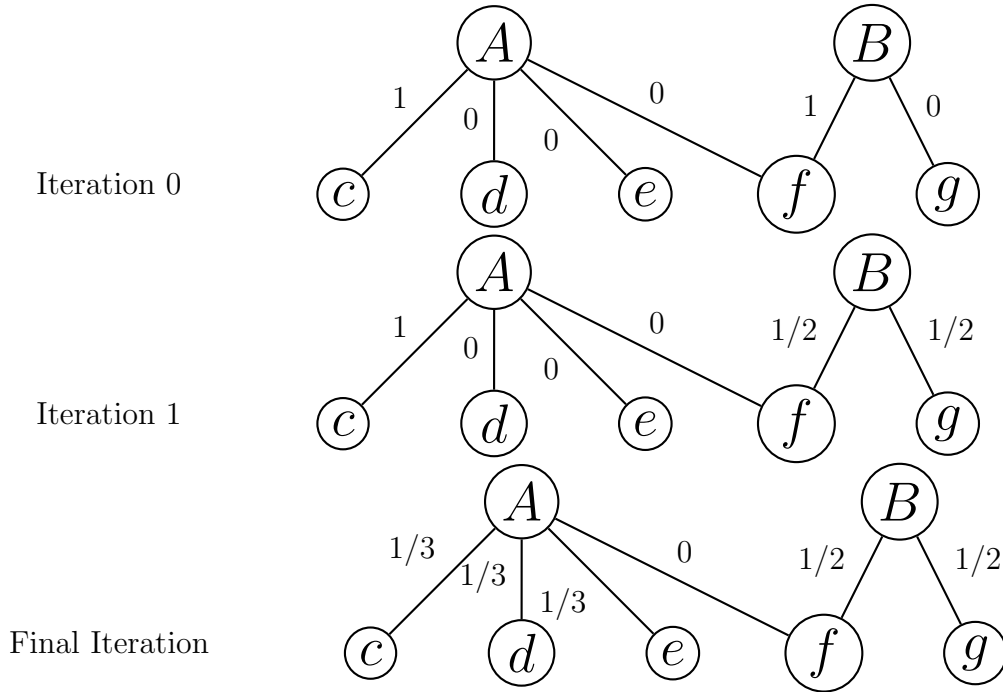 A B
1 0 0 0 1 0
Iteration 0
c d e f g
A B
1 0 0 0 1/2 1/2
Iteration 1
c d e f g
A B
1/3 1/3 1/3 0 1/2 1/2
Final Iteration
c d e f g